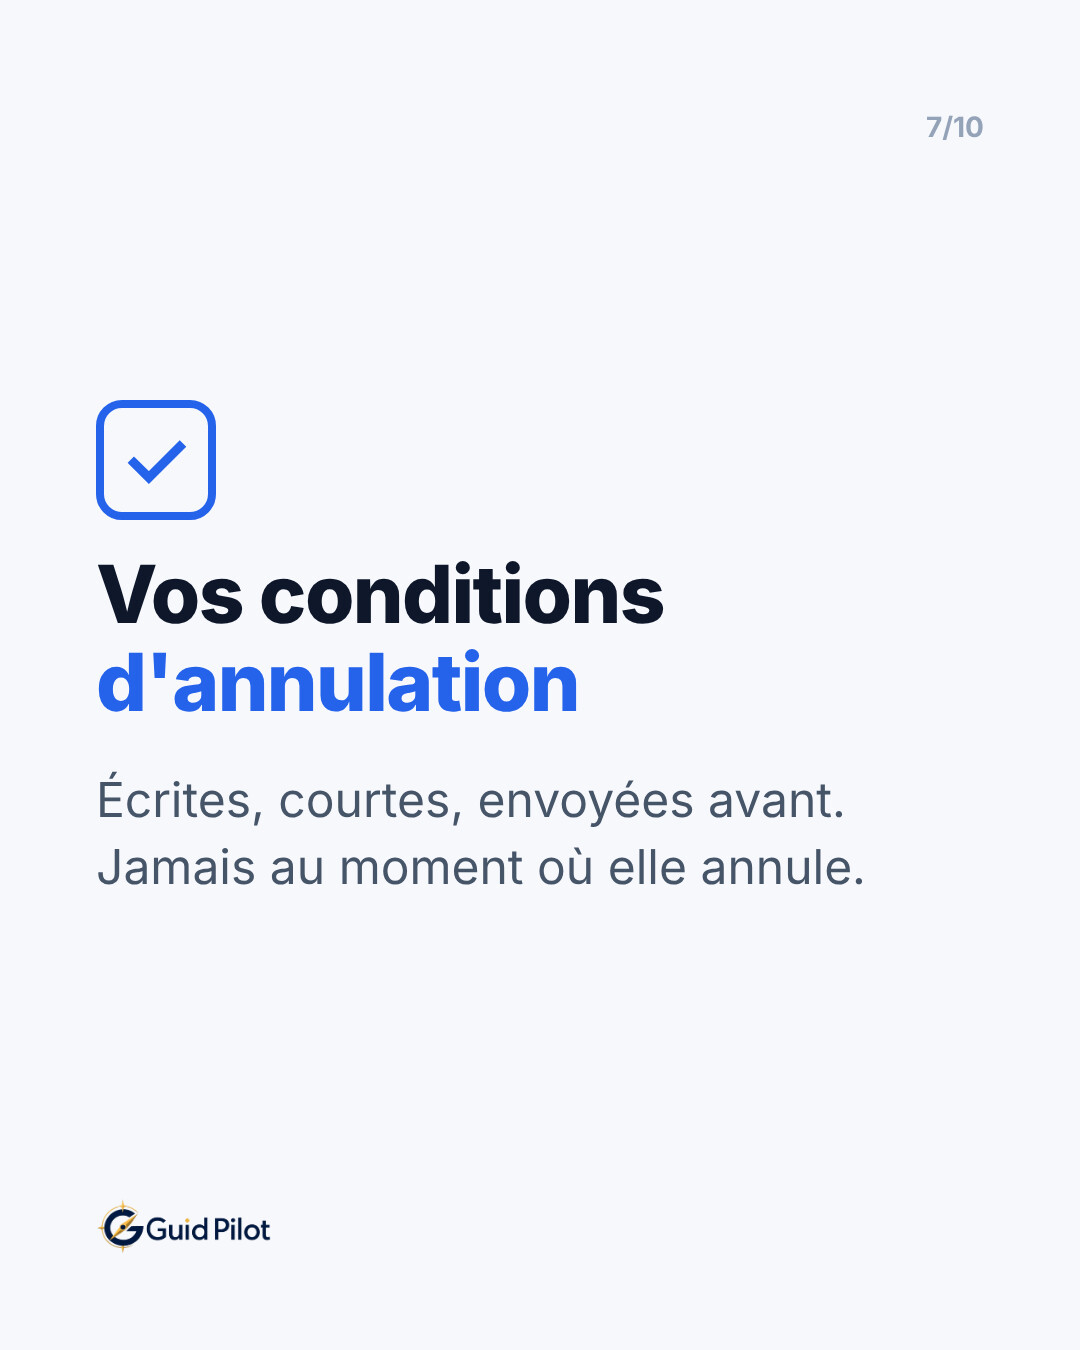 7/10
Vos conditions
d'annulation
Écrites, courtes, envoyées avant.
Jamais au moment où elle annule.
Guid Pilot